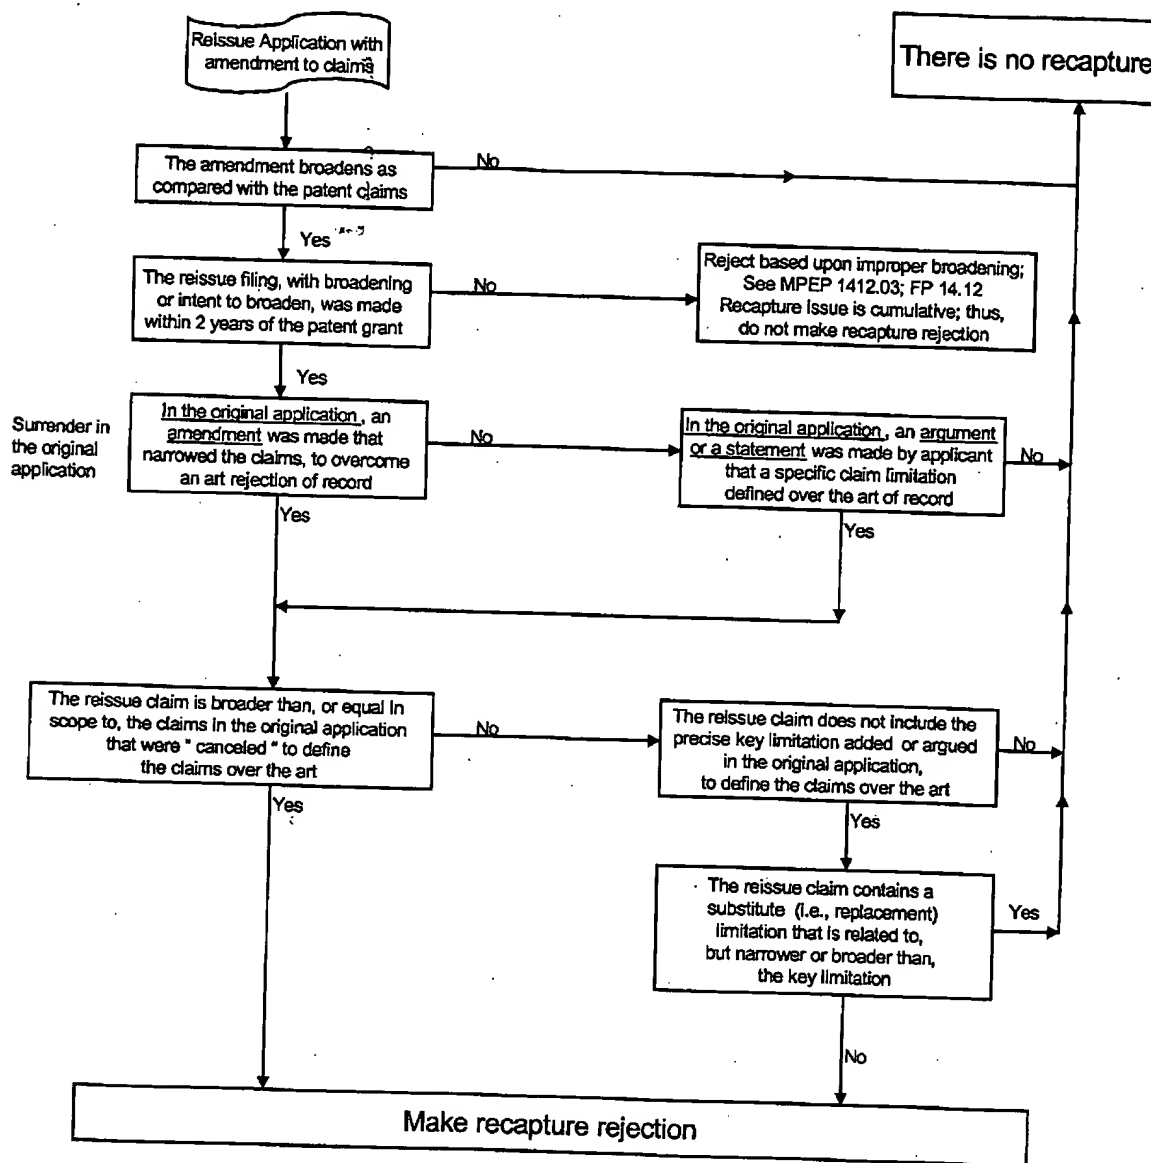 Reissue Application with
amendment to claims
There is no recapture
The amendment broadens as
compared with the patent claims
No
Yes
The reissue filing, with broadening
or intent to broaden, was made
within 2 years of the patent grant
No
Reject based upon improper broadening;
See MPEP 1412.03; FP 14.12
Recapture issue is cumulative; thus,
do not make recapture rejection
Yes
Surrender in
the original
application
In the original application, an
amendment was made that
narrowed the claims, to overcome
an art rejection of record
No
In the original application, an argument
or a statement was made by applicant
that a specific claim limitation
defined over the art of record
No
Yes
Yes
The reissue claim is broader than, or equal in
scope to, the claims in the original application
that were " canceled " to define
the claims over the art
No
The reissue claim does not include the
precise key limitation added or argued
in the original application,
to define the claims over the art
No
Yes
Yes
The reissue claim contains a
substitute (i.e., replacement)
limitation that is related to,
but narrower or broader than,
the key limitation
Yes
No
Make recapture rejection